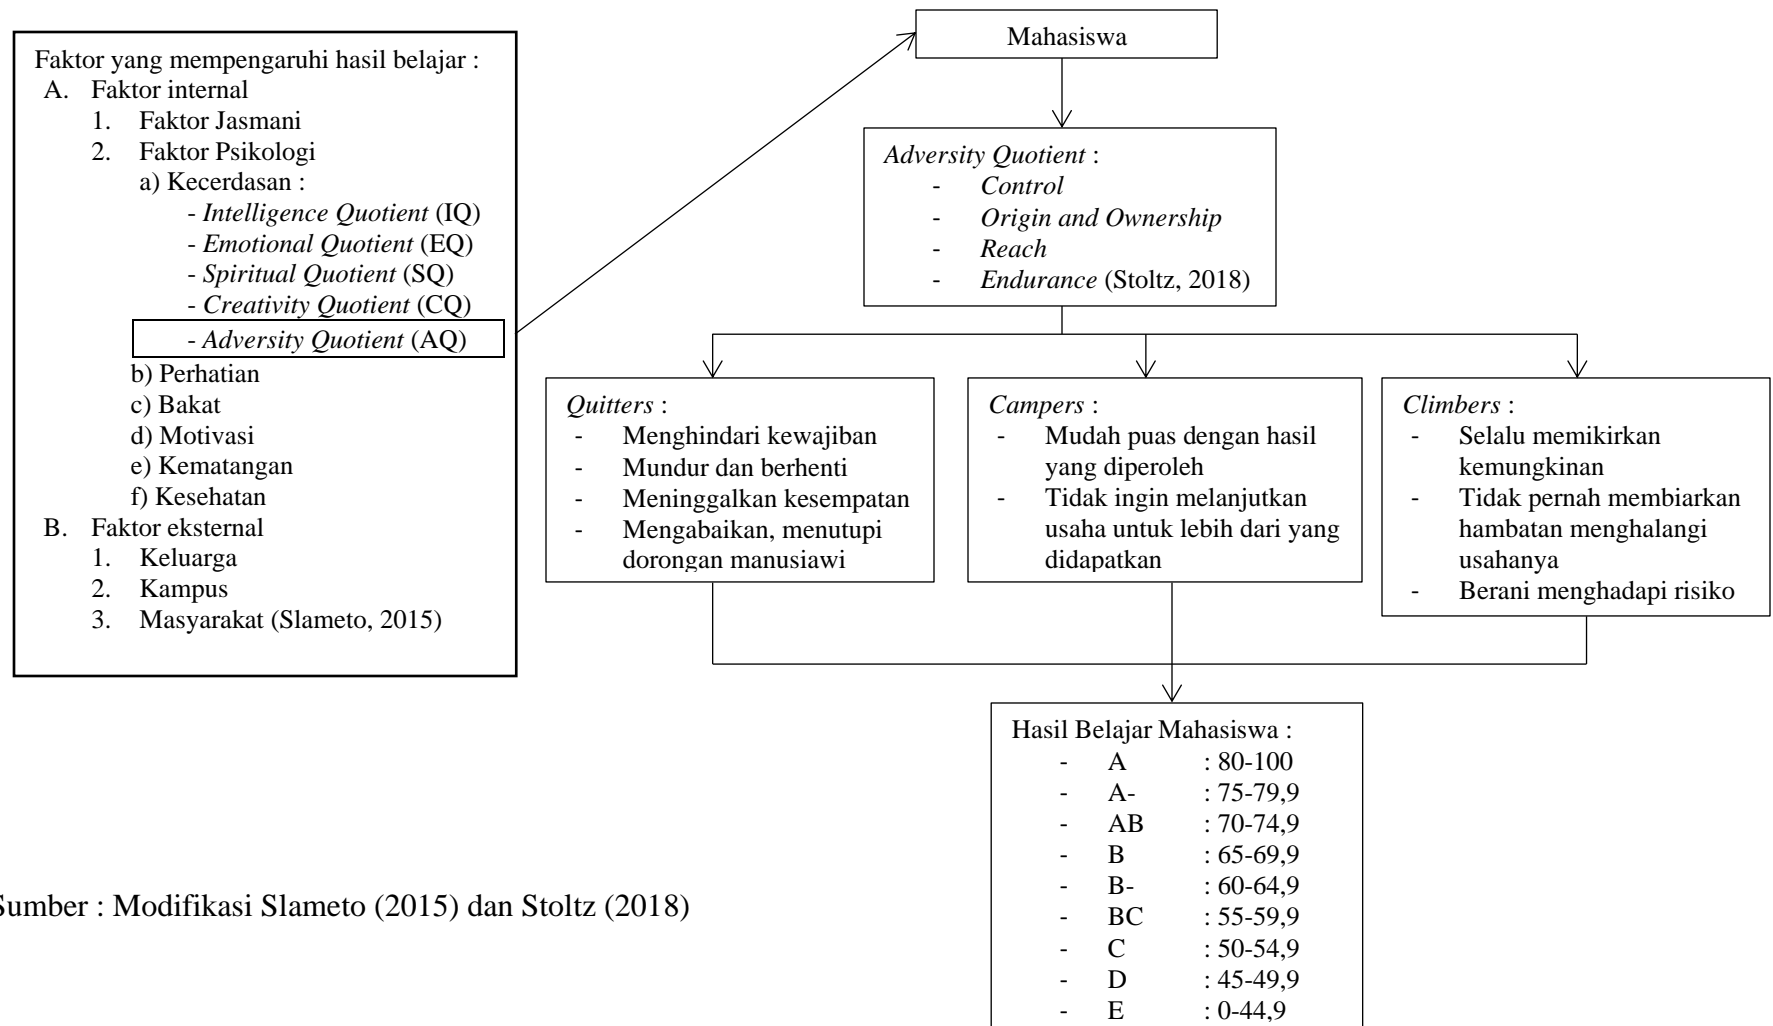 Faktor yang mempengaruhi hasil belajar :
A. Faktor internal
1. Faktor Jasmani
2. Faktor Psikologi
a) Kecerdasan :
- Intelligence Quotient (IQ)
- Emotional Quotient (EQ)
- Spiritual Quotient (SQ)
- Creativity Quotient (CQ)
- Adversity Quotient (AQ)
b) Perhatian
c) Bakat
d) Motivasi
e) Kematangan
f) Kesehatan
B. Faktor eksternal
1. Keluarga
2. Kampus
3. Masyarakat (Slameto, 2015)
Mahasiswa
Adversity Quotient :
- Control
- Origin and Ownership
- Reach
- Endurance (Stoltz, 2018)
Quitters :
- Menghindari kewajiban
- Mundur dan berhenti
- Meninggalkan kesempatan
- Mengabaikan, menutupi
dorongan manusiawi
Campers :
- Mudah puas dengan hasil
yang diperoleh
- Tidak ingin melanjutkan
usaha untuk lebih dari yang
didapatkan
Climbers :
- Selalu memikirkan
kemungkinan
- Tidak pernah membiarkan
hambatan menghalangi
usahanya
- Berani menghadapi risiko
Hasil Belajar Mahasiswa :
- A : 80-100
- A- : 75-79,9
- AB : 70-74,9
- B : 65-69,9
- B- : 60-64,9
- BC : 55-59,9
- C : 50-54,9
- D : 45-49,9
- E : 0-44,9
Sumber : Modifikasi Slameto (2015) dan Stoltz (2018)